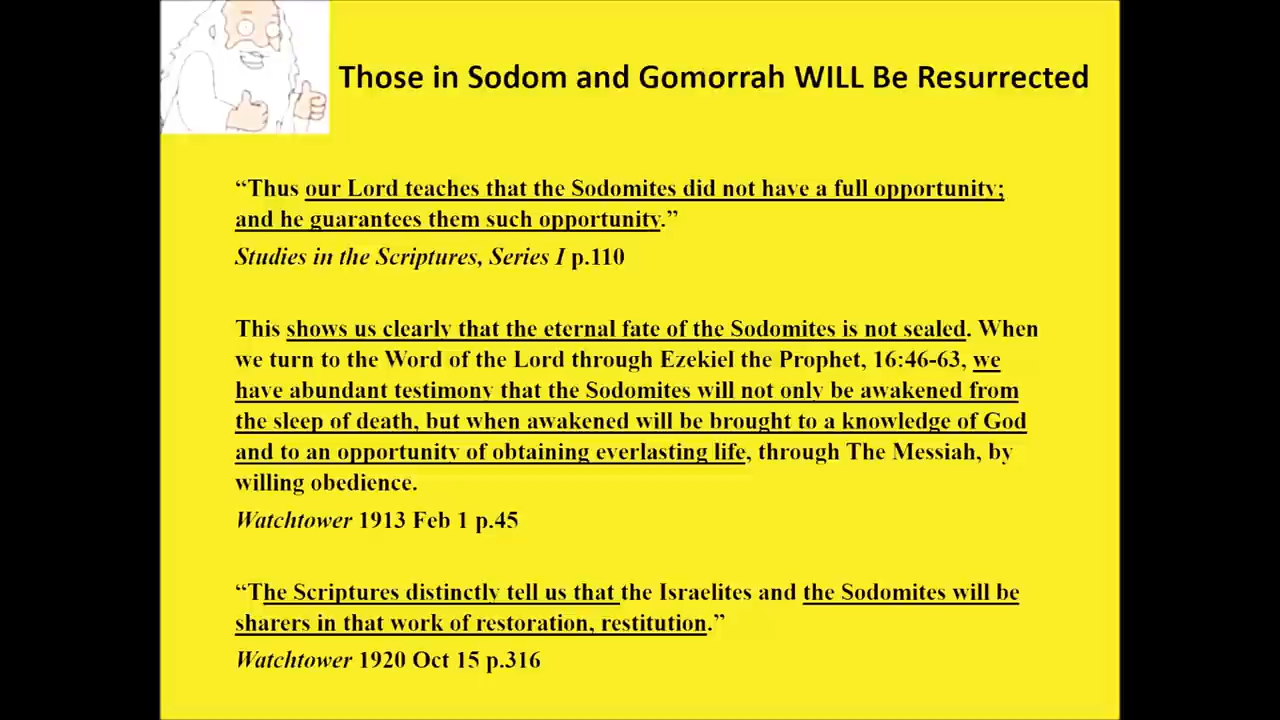 Those in Sodom and Gomorrah WILL Be Resurrected
“Thus our Lord teaches that the Sodomites did not have a full opportunity;
and he guarantees them such opportunity.”
Studies in the Scriptures, Series I p.110
This shows us clearly that the eternal fate of the Sodomites is not sealed. When
we turn to the Word of the Lord through Ezekiel the Prophet, 16:46-63, we
have abundant testimony that the Sodomites will not only be awakened from
the sleep of death, but when awakened will be brought to a knowledge of God
and to an opportunity of obtaining everlasting life, through The Messiah, by
willing obedience.
Watchtower 1913 Feb 1 p.45
“The Scriptures distinctly tell us that the Israelites and the Sodomites will be
sharers in that work of restoration, restitution.”
Watchtower 1920 Oct 15 p.316